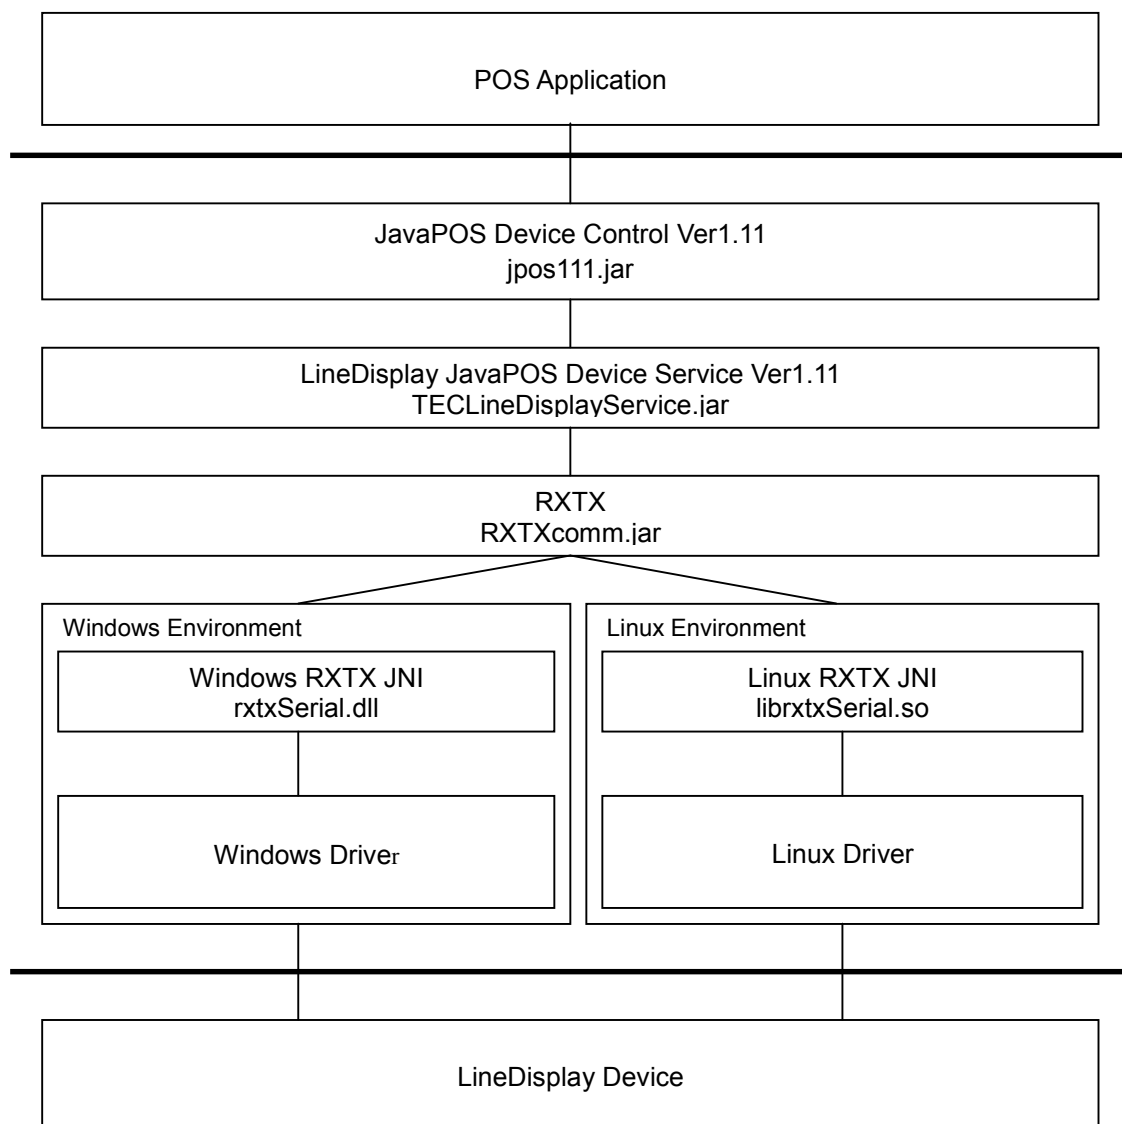 POS Application
JavaPOS Device Control Ver1.11
jpos111.jar
LineDisplay JavaPOS Device Service Ver1.11
TECLineDisplayService.jar
RXTX
RXTXcomm.jar
Windows Environment
Windows RXTX JNI
rxtxSerial.dll
Windows Driver
Linux Environment
Linux RXTX JNI
librxtxSerial.so
Linux Driver
LineDisplay Device